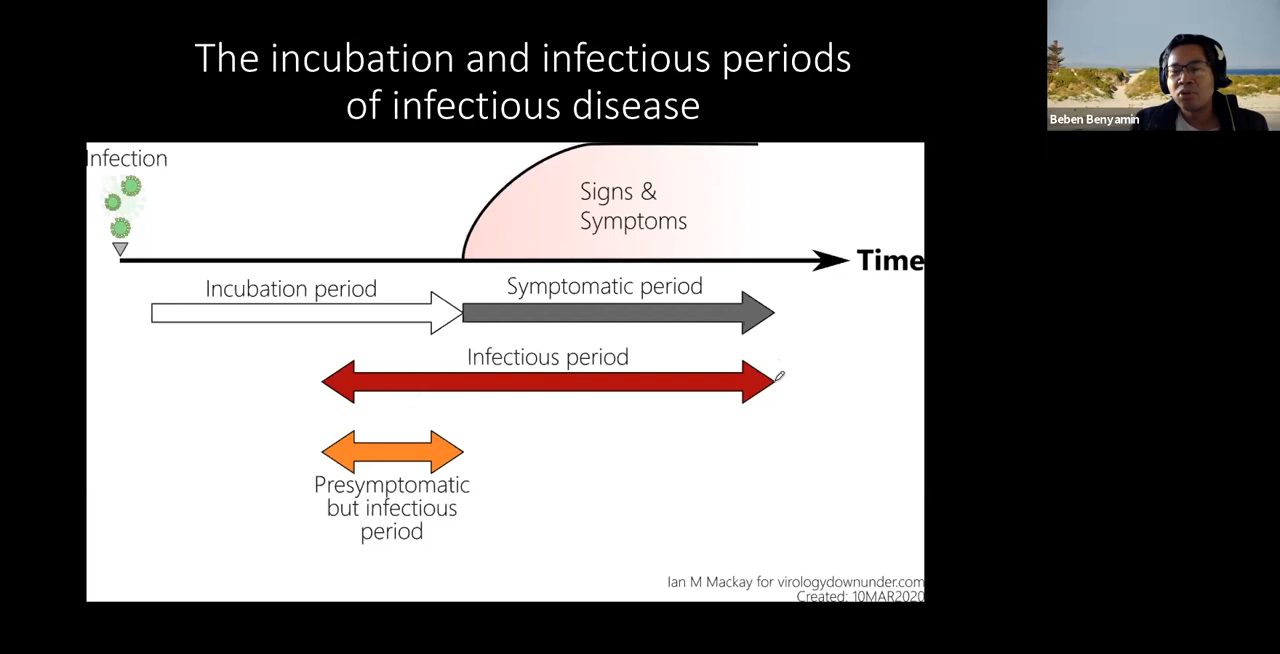 The incubation and infectious periods
of infectious disease
Beben Benyamin
Infection
Signs &
Symptoms
Time
Incubation period
Symptomatic period
Infectious period
Presymptomatic
but infectious
period
Ian M Mackay for virologydownunder.com
Created: 10MAR2020